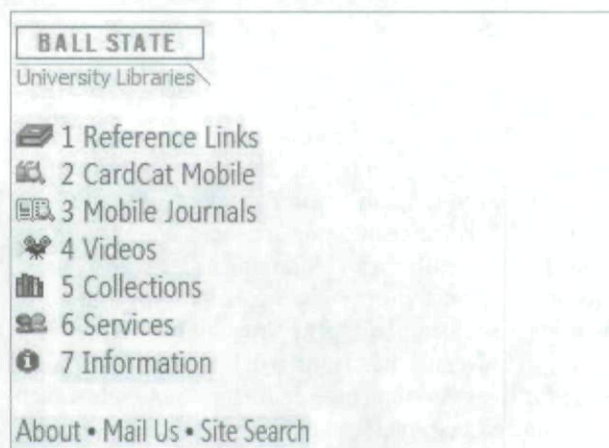 BALL STATE
University Libraries
1 Reference Links
2 CardCat Mobile
3 Mobile Journals
4 Videos
5 Collections
6 Services
7 Information
About • Mail Us • Site Search